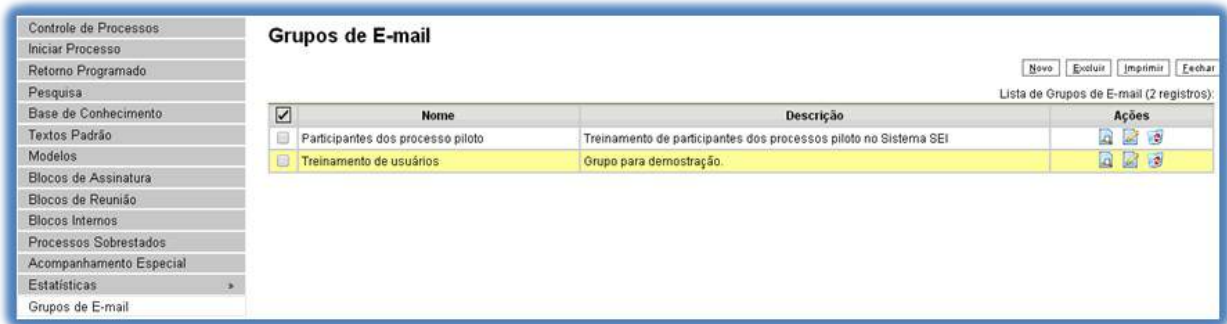 Controle de Processos
Iniciar Processo
Retorno Programado
Pesquisa
Base de Conhecimento
Textos Padrão
Modelos
Blocos de Assinatura
Blocos de Reunião
Blocos Internos
Processos Sobrestados
Acompanhamento Especial
Estatísticas »
Grupos de E-mail
Grupos de E-mail
Novo Excluir Imprimir Fechar
Lista de Grupos de E-mail (2 registros):
Nome Descrição Ações
Participantes dos processo piloto Treinamento de participantes dos processos piloto no Sistema SEI
Treinamento de usuários Grupo para demostração.